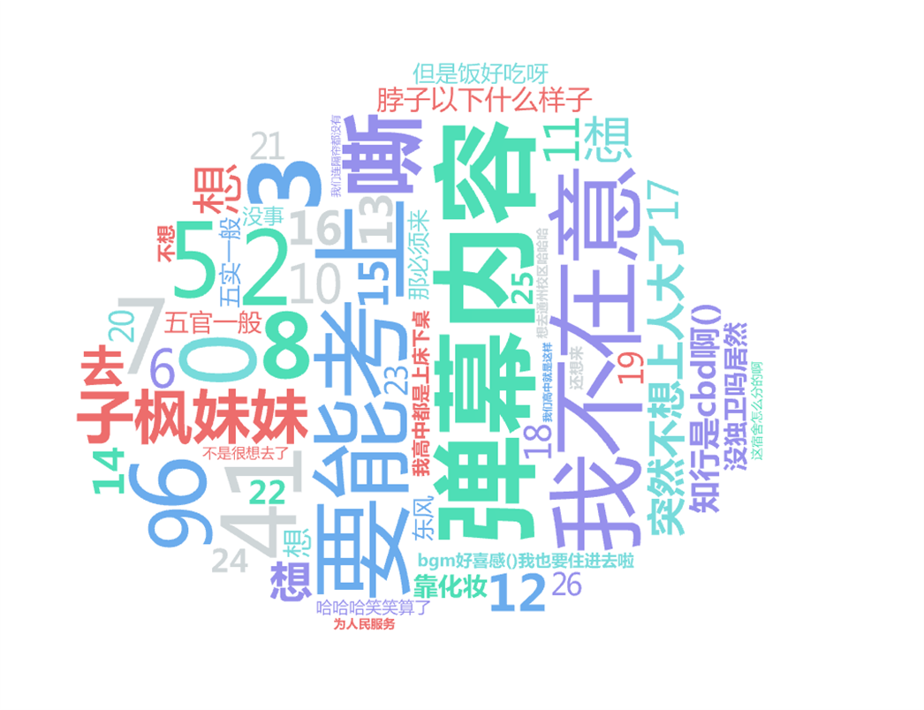 但是饭好吃呀
脖子以下什么样子
我们连隔帘都没有
嘶
弹幕内容
11
想
21
想
3
没事
16
13
要能考上
那必须来
我不在意
17
不想
5
五实一般
2
10
15
25
想去通州校区哈哈哈
突然不想上人大了
20
7
五官一般
6
0
8
23
我高中都是上床下桌
我们高中就是这样
还想来
19
知行是cbd啊()
没独卫吗居然
这宿舍怎么分的啊
去
子枫妹妹
不是很想去了
18
14
9
6
1
22
4
想
24
东风
bgm好喜感()我也要住进去啦
想
靠化妆
12
26
哈哈哈笑笑算了
为人民服务